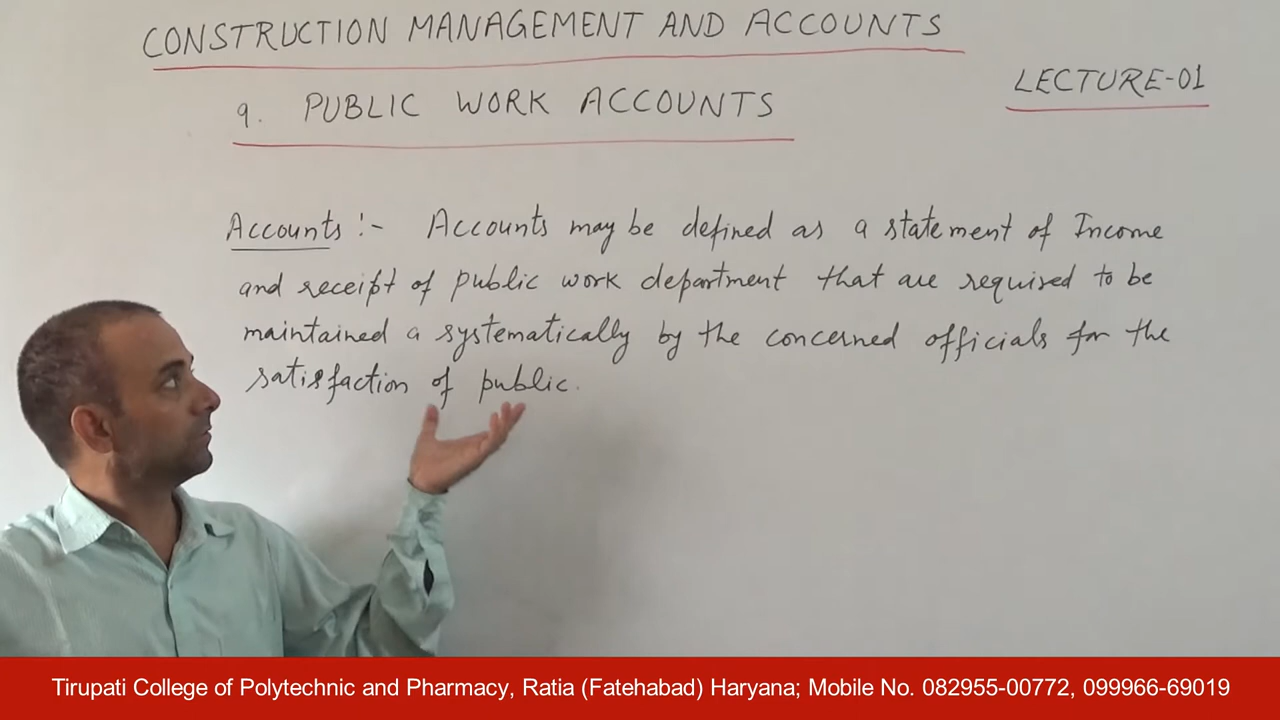 CONSTRUCTION MANAGEMENT AND ACCOUNTS
LECTURE-01
9. PUBLIC WORK ACCOUNTS
Accounts :- Accounts may be defined as a statement of Income
and receipt of public work department that are required to be
maintained a systematically by the concerned officials for the
satisfaction of public.
Tirupati College of Polytechnic and Pharmacy, Ratia (Fatehabad) Haryana; Mobile No. 082955-00772, 099966-69019